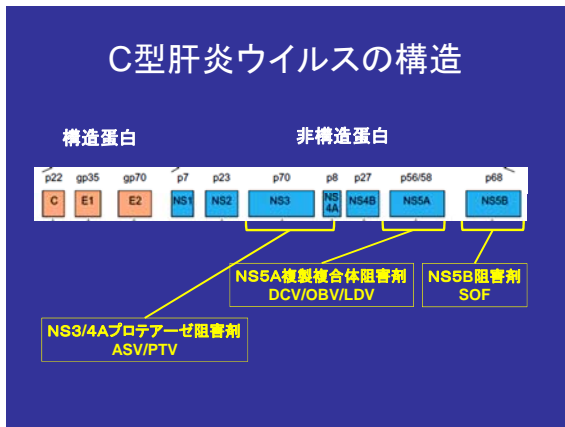 C型肝炎ウイルスの構造
構造蛋白 非構造蛋白
p22 gp35 gp70 p7 p23 p70 p8 p27 p56/58 p68
C E1 E2 NS1 NS2 NS3 NS4A NS4B NS5A NS5B
NS5A複製複合体阻害剤 NS5B阻害剤
DCV/OBV/LDV SOF
NS3/4Aプロテアーゼ阻害剤
ASV/PTV